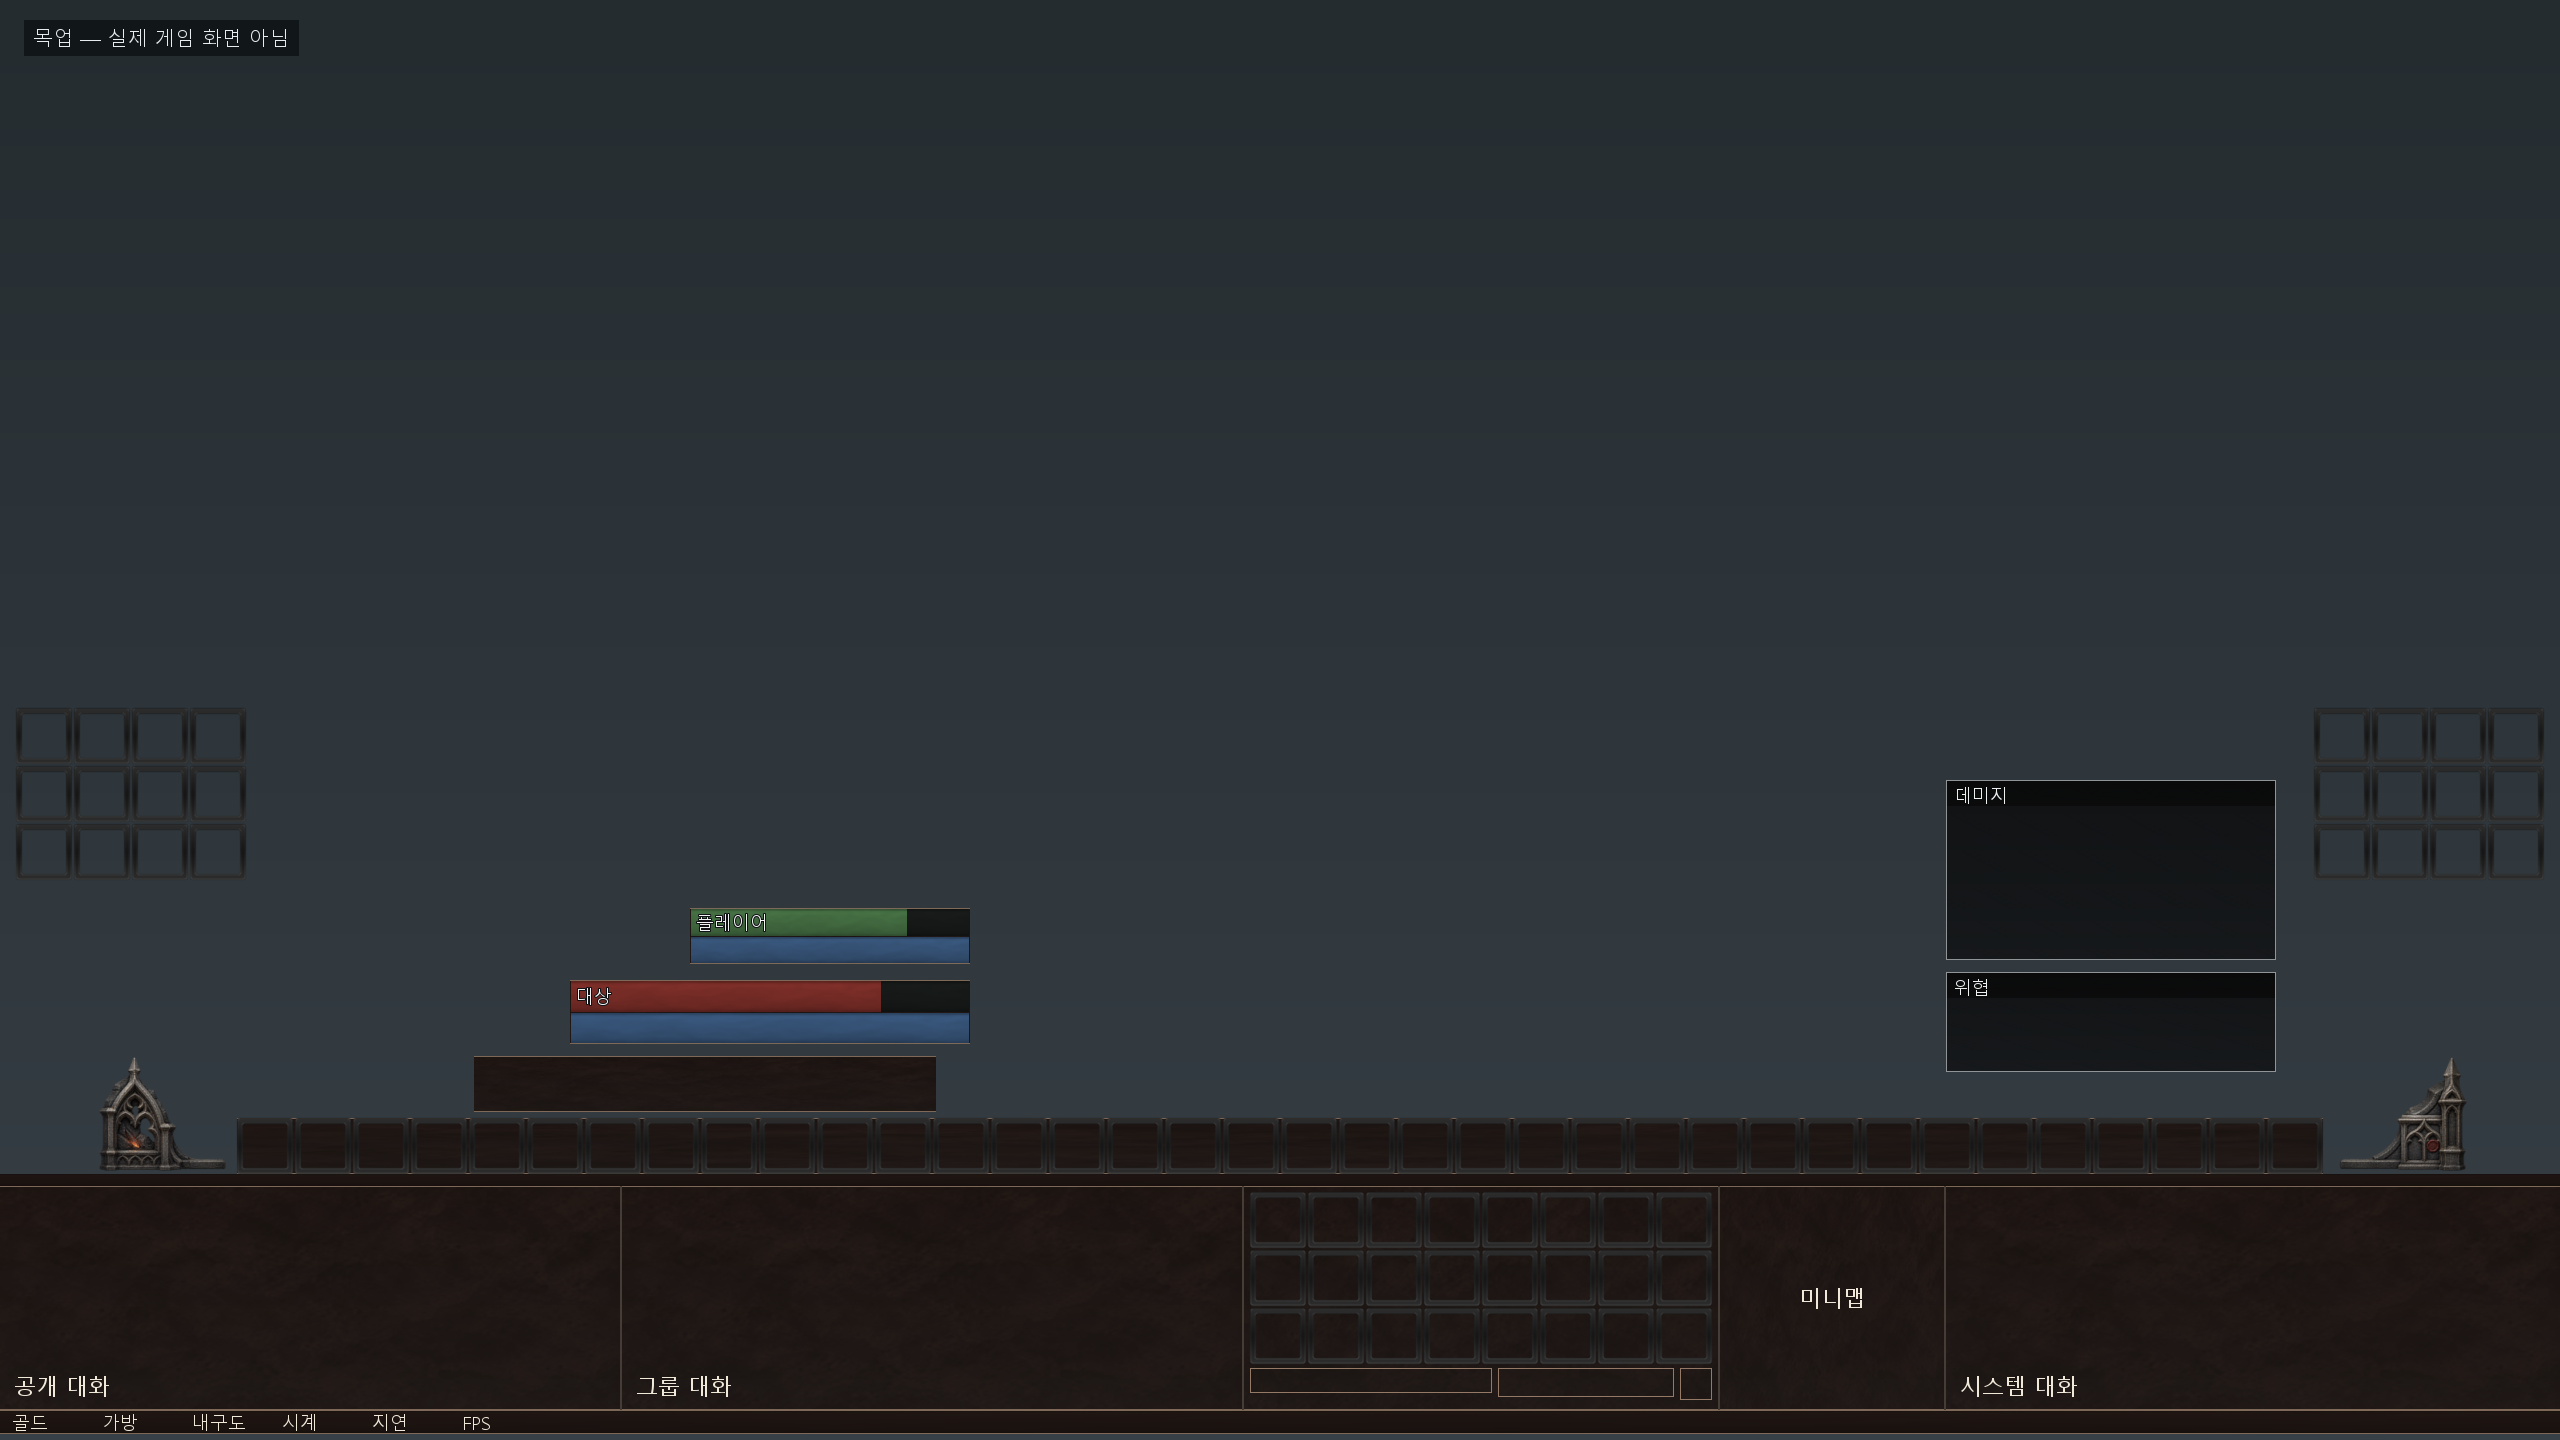 목업 — 실제 게임 화면 아님
데미지
플레이어
위협
대상
미니맵
공개 대화
그룹 대화
시스템 대화
골드 가방 내구도 시계 지연 FPS